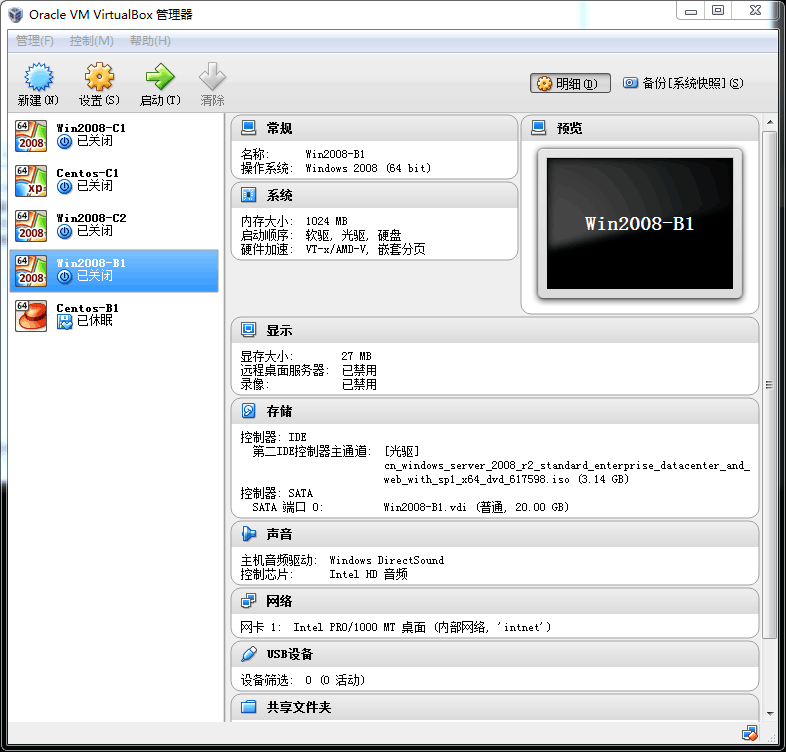 Oracle VM VirtualBox 管理器
管理(F) 控制(M) 帮助(H)
新建(N) 设置(S) 启动(T) 清除 明细(D) 备份[系统快照](S)
64 2008 Win2008-C1
已关闭
64 xp Centos-C1
已关闭
64 2008 Win2008-C2
已关闭
64 2008 Win2008-B1
已关闭
64 Centos-B1
已休眠
常规
名称: Win2008-B1
操作系统: Windows 2008 (64 bit)
系统
内存大小: 1024 MB
启动顺序: 软驱, 光驱, 硬盘
硬件加速: VT-x/AMD-V, 嵌套分页
预览
Win2008-B1
显示
显存大小: 27 MB
远程桌面服务器: 已禁用
录像: 已禁用
存储
控制器: IDE
第二IDE控制器主通道: [光驱]
cn_windows_server_2008_r2_standard_enterprise_datacenter_and_
web_with_sp1_x64_dvd_617598.iso (3.14 GB)
控制器: SATA
SATA 端口 0: Win2008-B1.vdi (普通, 20.00 GB)
声音
主机音频驱动: Windows DirectSound
控制芯片: Intel HD 音频
网络
网卡 1: Intel PRO/1000 MT 桌面 (内部网络, 'intnet')
USB设备
设备筛选: 0 (0 活动)
共享文件夹